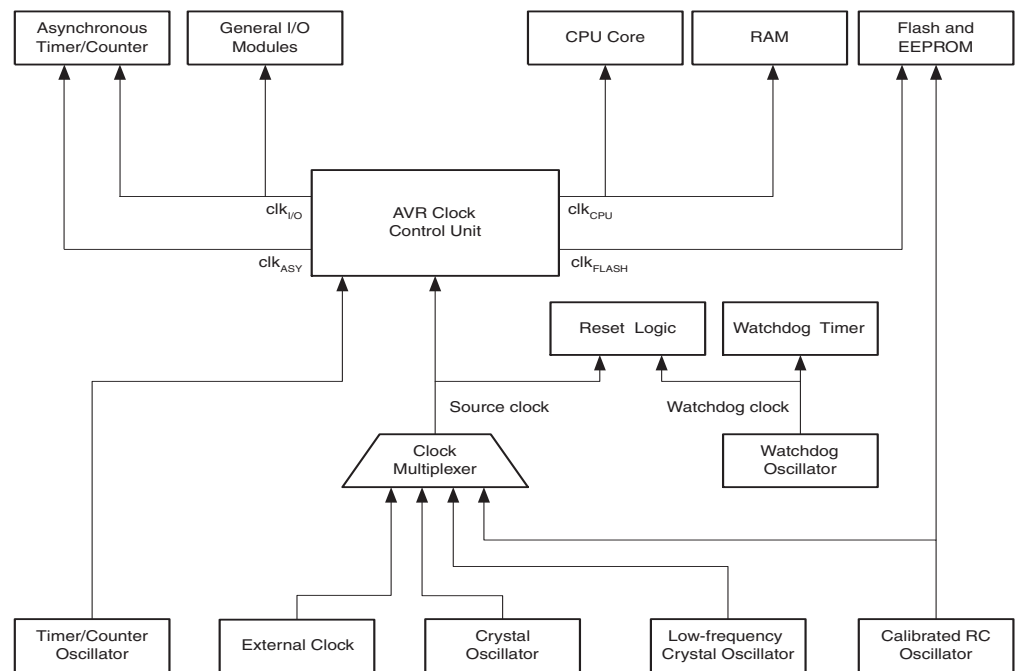 Asynchronous
Timer/Counter
General I/O
Modules
CPU Core
RAM
Flash and
EEPROM
clkI/O
AVR Clock
Control Unit
clkCPU
clkASY
clkFLASH
Reset Logic
Watchdog Timer
Source clock
Watchdog clock
Clock
Multiplexer
Watchdog
Oscillator
Timer/Counter
Oscillator
External Clock
Crystal
Oscillator
Low-frequency
Crystal Oscillator
Calibrated RC
Oscillator